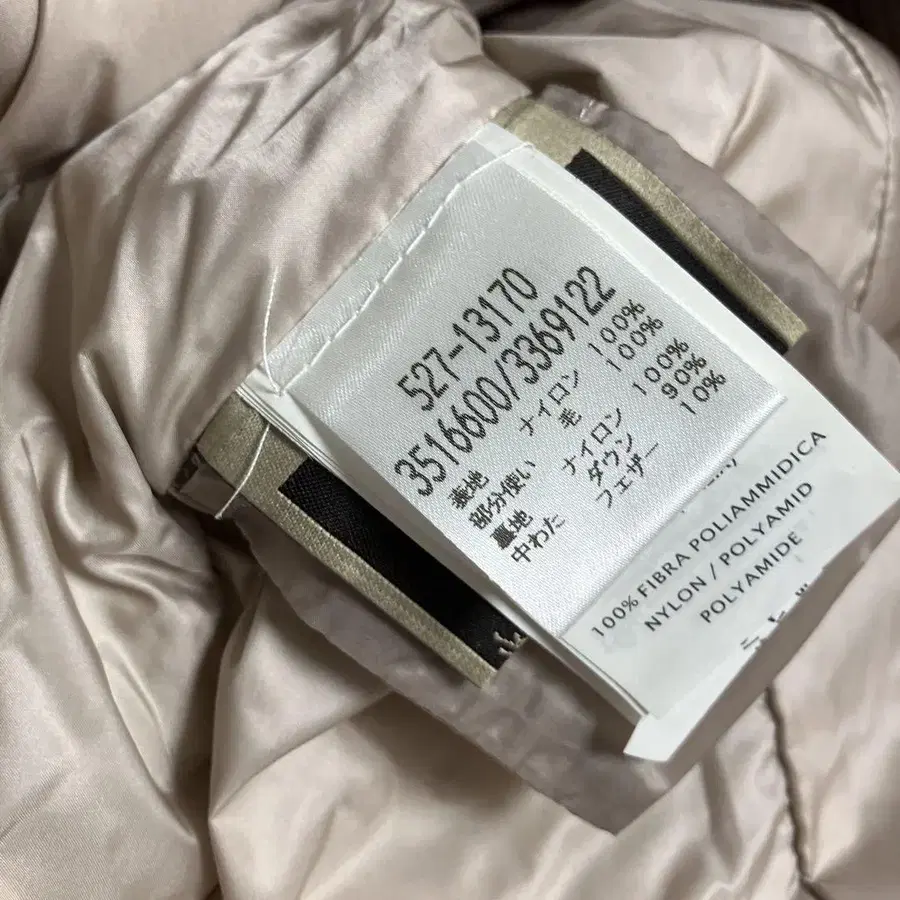 527-13170
3516600/3369122
表地 ナイロン 100%
部分使い 毛 100%
裏地 ナイロン 100%
中わた ダウン 90%
フェザー 10%
100% FIBRA POLIAMMIDICA
NYLON / POLYAMID
POLYAMIDE